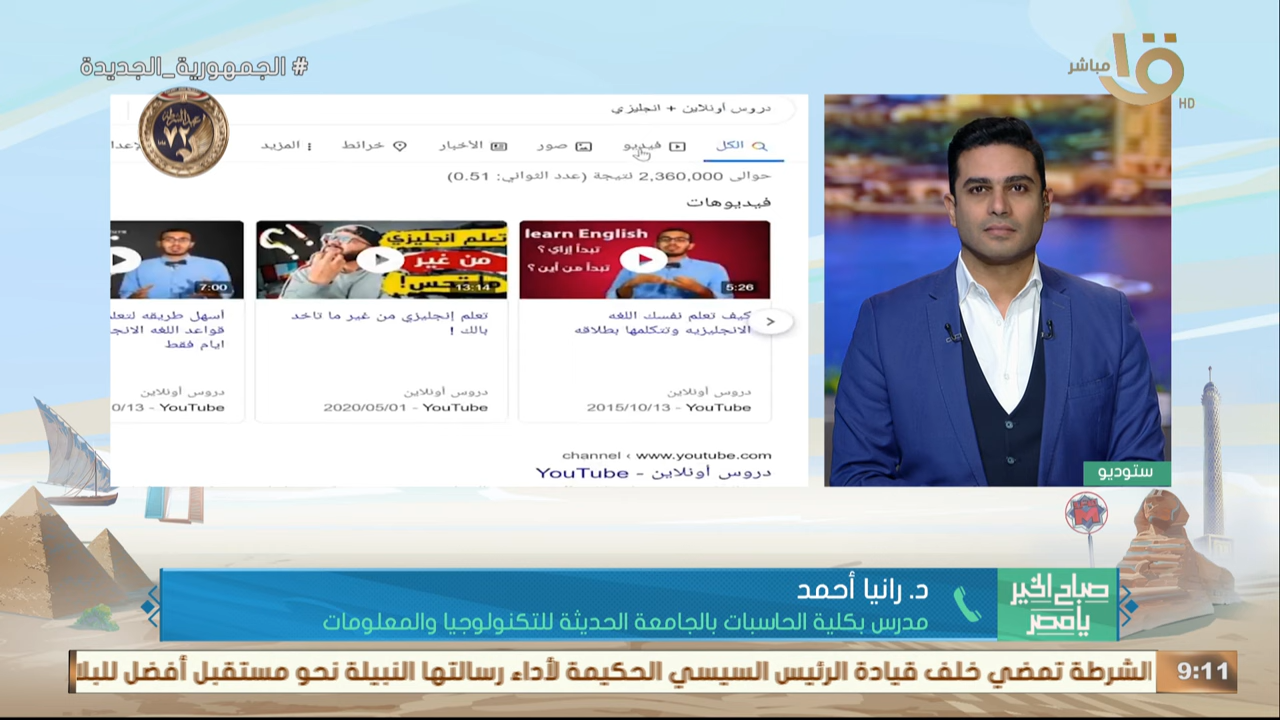 # الجمهورية_الجديدة
مباشر
HD
عيد الشرطة
٧٢
دروس أونلاين + انجليزي
الكل
فيديو
صور
الأخبار
خرائط
المزيد
حوالى 2,360,000 نتيجة (عدد الثواني: 0.51)
فيديوهات
learn English
تبدأ إزاي ؟
تبدأ من أين ؟
5:26
كيف تعلم نفسك اللغه
الانجليزيه وتتكلمها بطلاقه
دروس أونلاين
YouTube - 2015/10/13
تعلم انجليزي
من غير
13:14
تعلم إنجليزي من غير ما تاخد
بالك !
دروس أونلاين
YouTube - 2020/05/01
7:00
أسهل طريقه لتعلم
قواعد اللغه
ايام فقط
دروس أونلاين
YouTube - 0/13
channel › www.youtube.com
دروس أونلاين - YouTube
ستوديو
صباح الخير
يا مصر
د. رانيا أحمد
مدرس بكلية الحاسبات بالجامعة الحديثة للتكنولوجيا والمعلومات
9:11
الشرطة تمضي خلف قيادة الرئيس السيسي الحكيمة لأداء رسالتها النبيلة نحو مستقبل أفضل للبلا